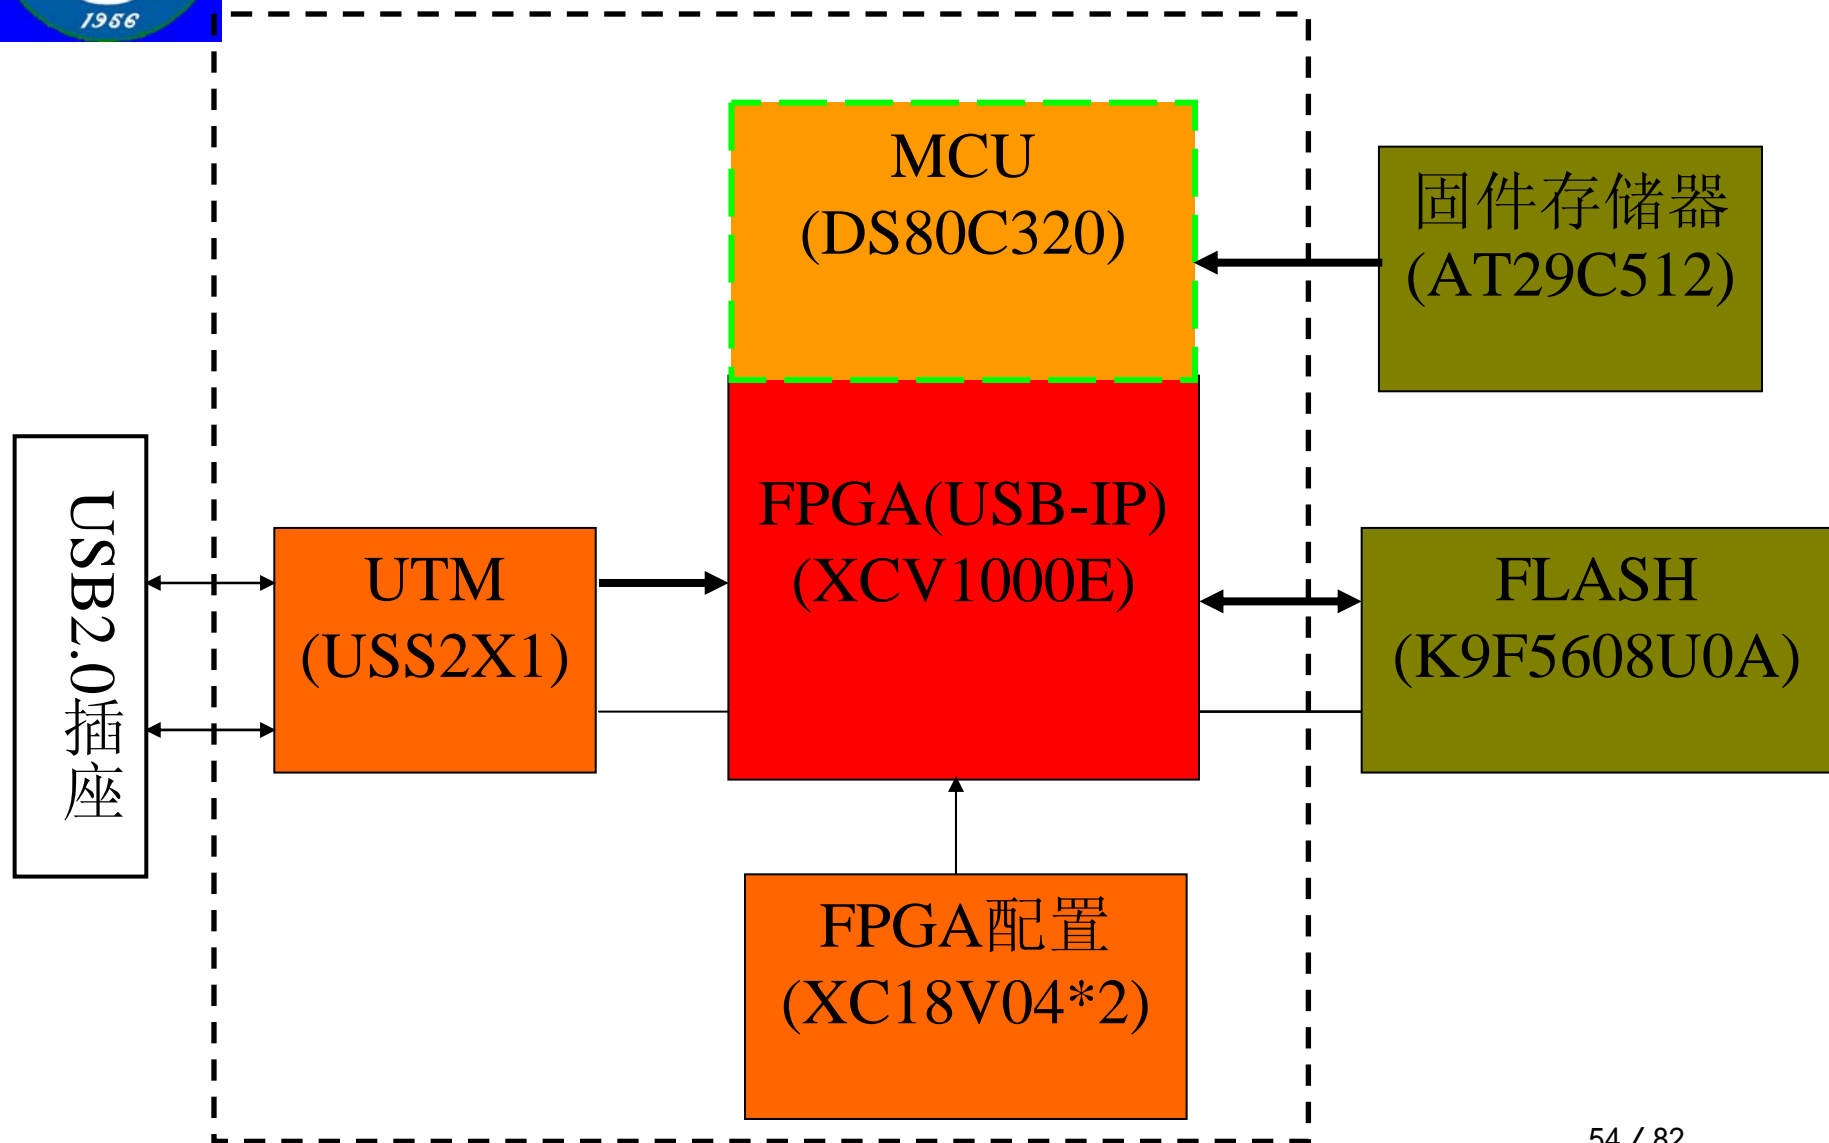 1956
MCU
(DS80C320)
固件存储器
(AT29C512)
USB2.0插座
UTM
(USS2X1)
FPGA(USB-IP)
(XCV1000E)
FLASH
(K9F5608U0A)
FPGA配置
(XC18V04*2)
54 / 82